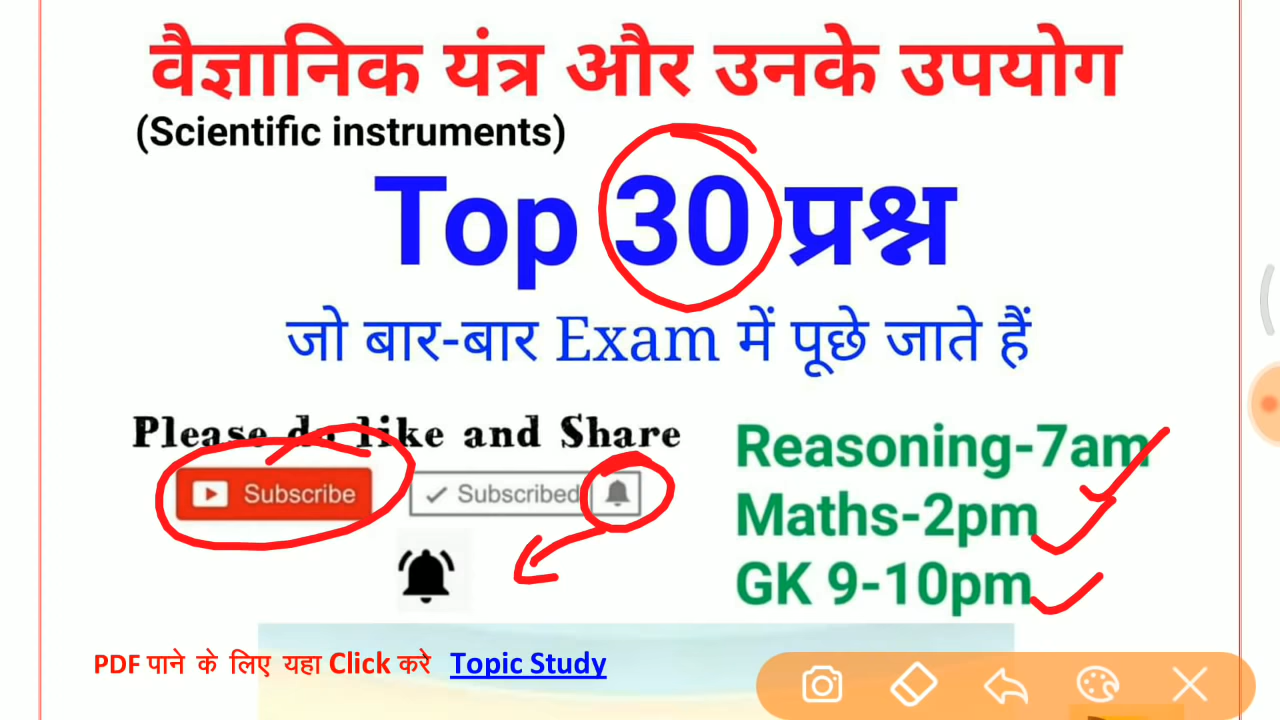 वैज्ञानिक यंत्र और उनके उपयोग
(Scientific instruments)
Top 30 प्रश्न
जो बार-बार Exam में पूछे जाते हैं
Please do like and Share
Subscribe
Subscribed
Reasoning-7am
Maths-2pm
GK 9-10pm
PDF पाने के लिए यहा Click करे Topic Study